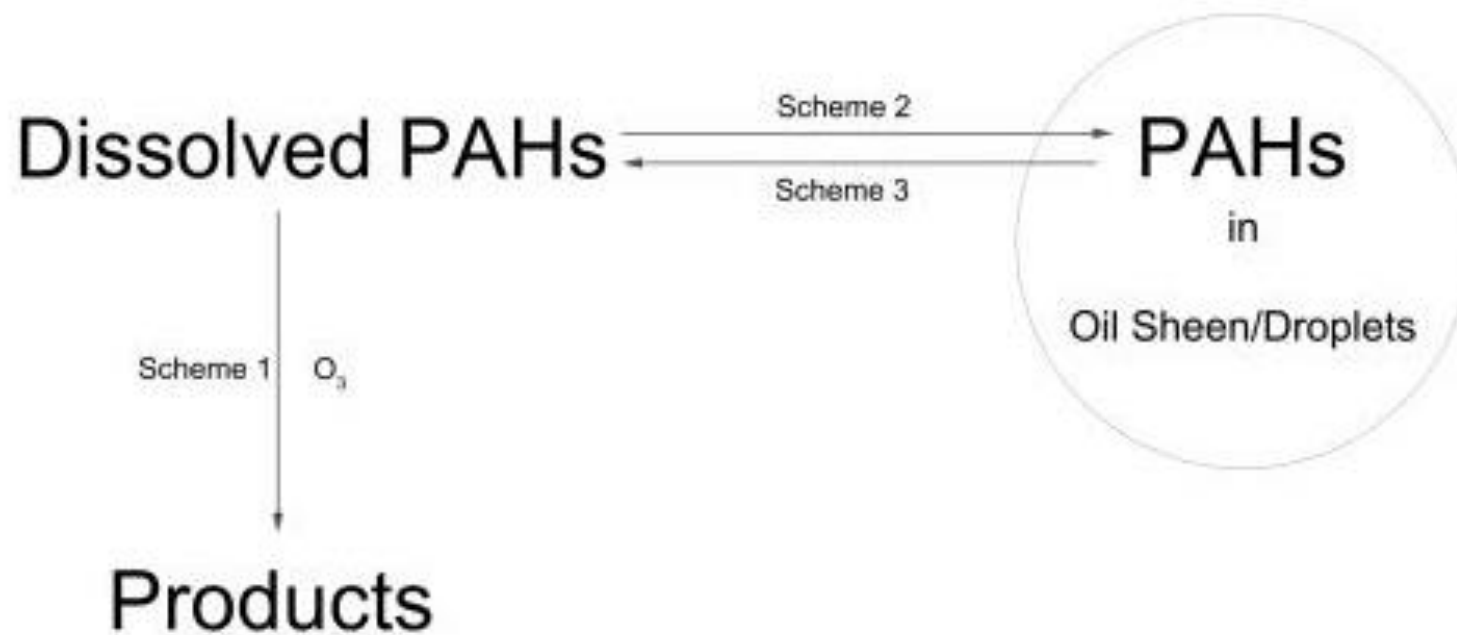 Scheme 2
Dissolved PAHs
PAHs
Scheme 3
in
Oil Sheen/Droplets
Scheme 1
O₃
Products